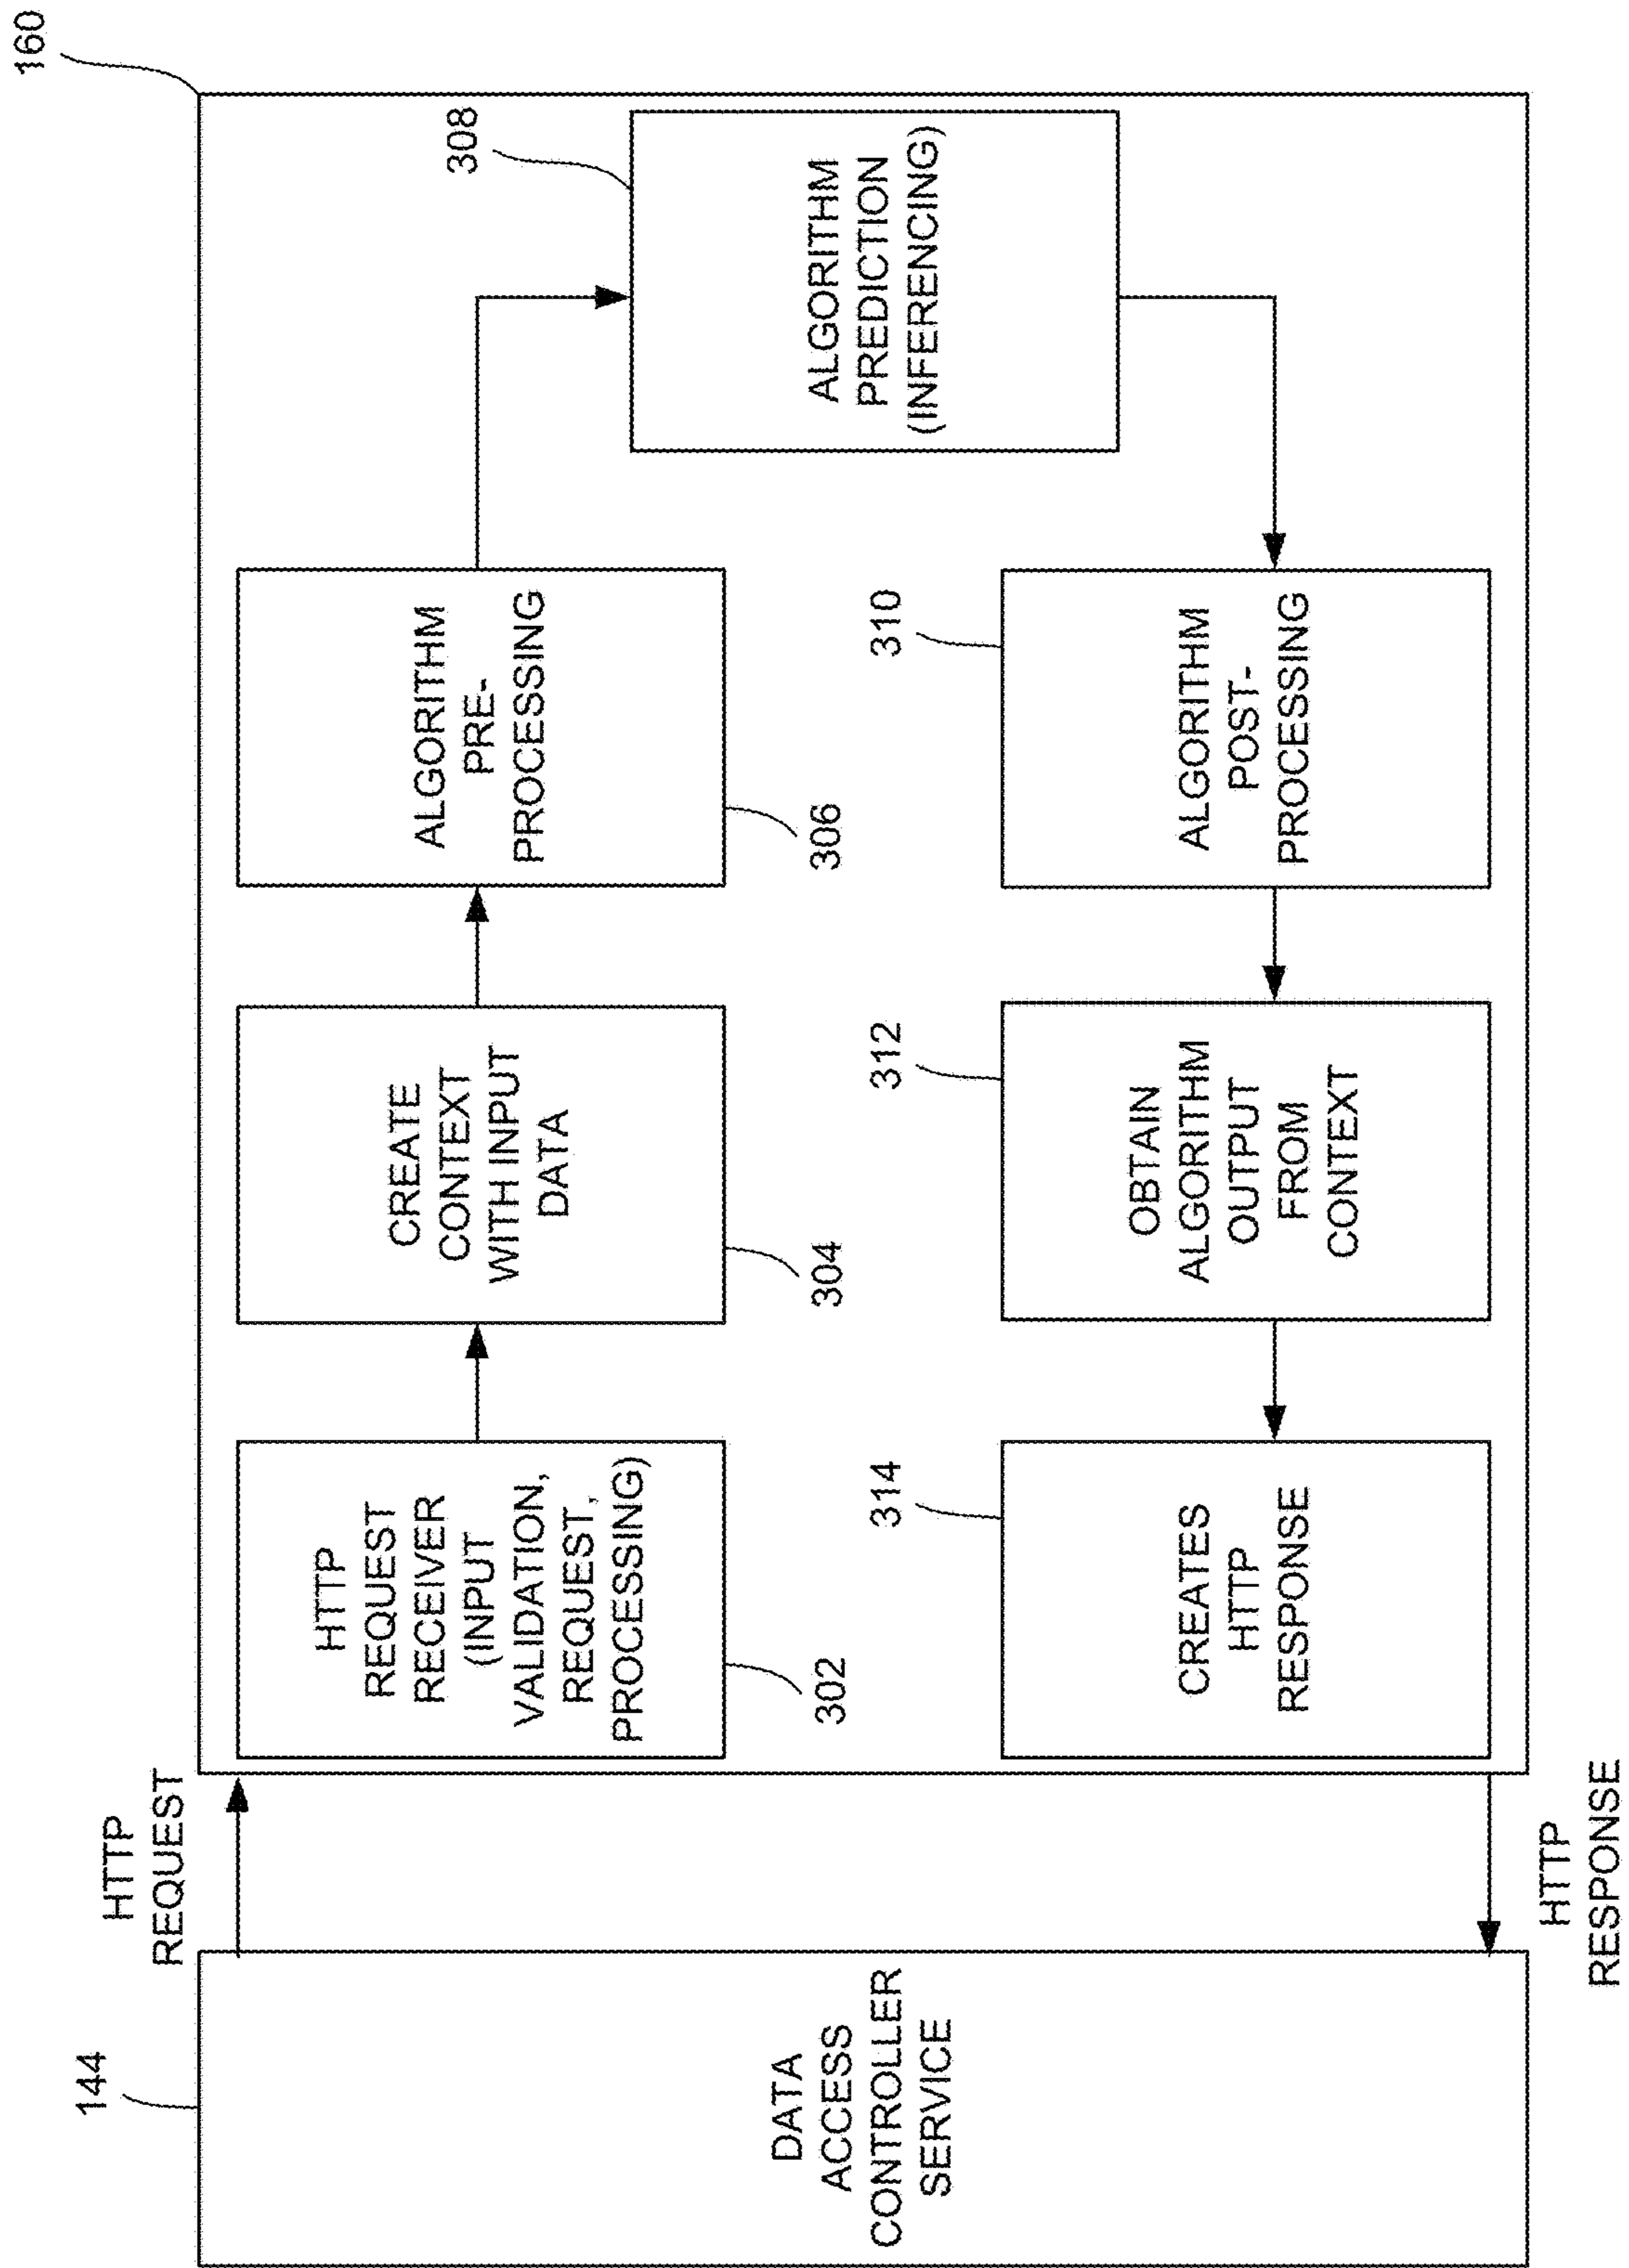 160
144
DATA
ACCESS
CONTROLLER
SERVICE
HTTP
REQUEST
HTTP
REQUEST
RECEIVER
(INPUT
VALIDATION,
REQUEST,
PROCESSING)
302
CREATE
CONTEXT
WITH INPUT
DATA
304
ALGORITHM
PRE-
PROCESSING
306
308
ALGORITHM
PREDICTION
(INFERENCING)
310
ALGORITHM
POST-
PROCESSING
312
OBTAIN
ALGORITHM
OUTPUT
FROM
CONTEXT
314
CREATES
HTTP
RESPONSE
HTTP
RESPONSE